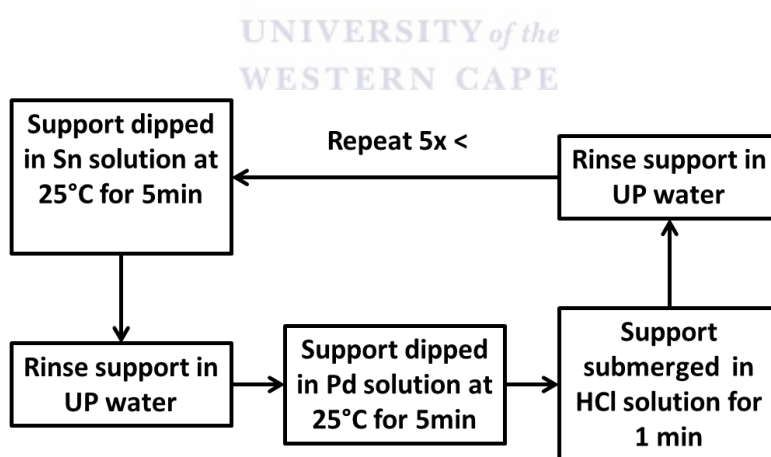 UNIVERSITY of the
WESTERN CAPE
Support dipped
in Sn solution at
25°C for 5min
Repeat 5x <
Rinse support in
UP water
Rinse support in
UP water
Support dipped
in Pd solution at
25°C for 5min
Support
submerged in
HCl solution for
1 min